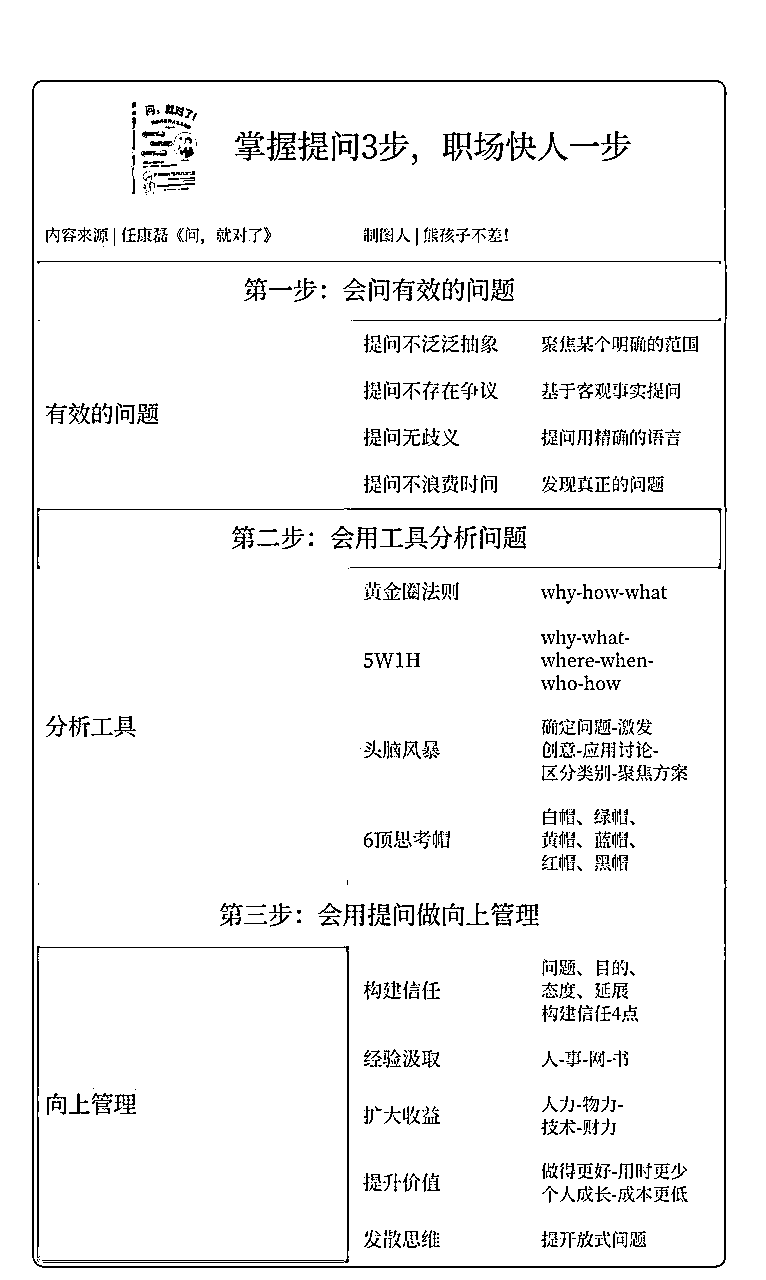 问,就对了!
掌握提问3步，职场快人一步
内容来源 | 任康磊《问，就对了》 制图人 | 熊孩子不差!
第一步：会问有效的问题
有效的问题
提问不泛泛抽象 聚焦某个明确的范围
提问不存在争议 基于客观事实提问
提问无歧义 提问用精确的语言
提问不浪费时间 发现真正的问题
第二步：会用工具分析问题
分析工具
黄金圈法则 why-how-what
5W1H
why-what-
where-when-
who-how
头脑风暴
确定问题-激发
创意-应用讨论-
区分类别-聚焦方案
6顶思考帽
白帽、绿帽、
黄帽、蓝帽、
红帽、黑帽
第三步：会用提问做向上管理
向上管理
构建信任
问题、目的、
态度、延展
构建信任4点
经验汲取 人-事-网-书
扩大收益
人力-物力-
技术-财力
提升价值
做得更好-用时更少
个人成长-成本更低
发散思维 提开放式问题